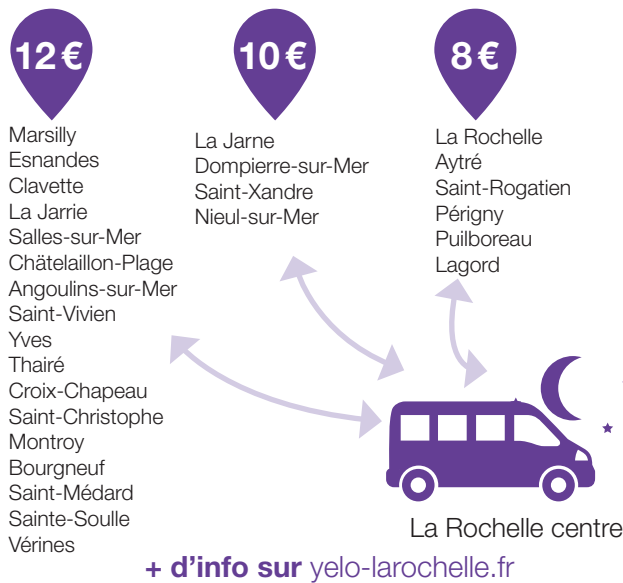 12 €
Marsilly
Esnandes
Clavette
La Jarrie
Salles-sur-Mer
Chätelaillon-Plage
Angoulins-sur-Mer
Saint-Vivien
Yves
Thairé
Croix-Chapeau
Saint-Christophe
Montroy
Bourgneuf
Saint-Médard
Sainte-Soulle
Vérines
10 €
La Jarne
Dompierre-sur-Mer
Saint-Xandre
Nieul-sur-Mer
8 €
La Rochelle
Aytré
Saint-Rogatien
Périgny
Puilboreau
Lagord
La Rochelle centre
+ d’info sur yelo-larochelle.fr